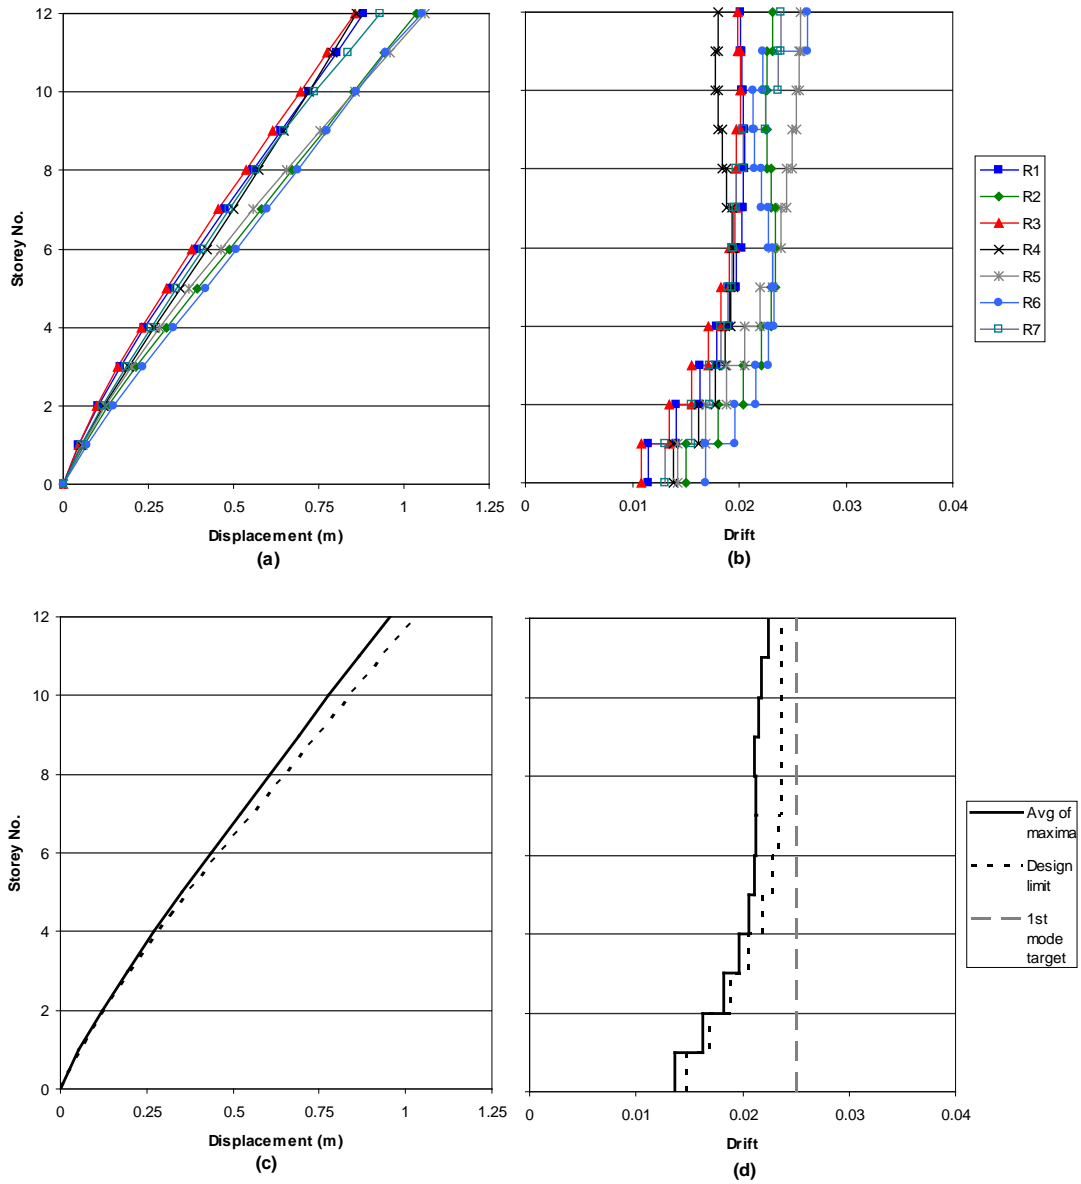 12
10
8
6
4
2
0
Storey No.
0
0.25
0.5
0.75
1
1.25
Displacement (m)
(a)
0
0.01
0.02
0.03
0.04
Drift
(b)
R1
R2
R3
R4
R5
R6
R7
12
10
8
6
4
2
0
Storey No.
0
0.25
0.5
0.75
1
1.25
Displacement (m)
(c)
0
0.01
0.02
0.03
0.04
Drift
(d)
Avg of
maxima
Design
limit
1st
mode
target